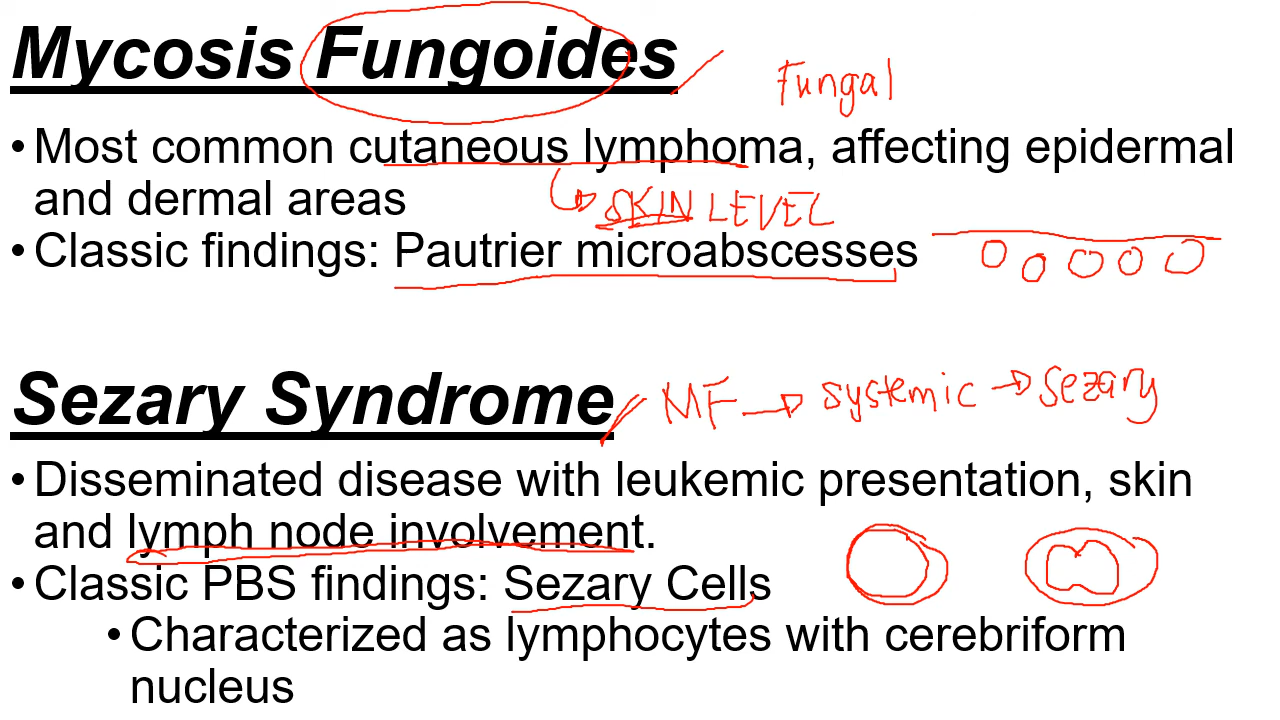 Mycosis Fungoides
Fungal
• Most common cutaneous lymphoma, affecting epidermal
and dermal areas
SKIN LEVEL
• Classic findings: Pautrier microabscesses
Sezary Syndrome
MF → systemic → Sezary
• Disseminated disease with leukemic presentation, skin
and lymph node involvement.
• Classic PBS findings: Sezary Cells
• Characterized as lymphocytes with cerebriform
nucleus